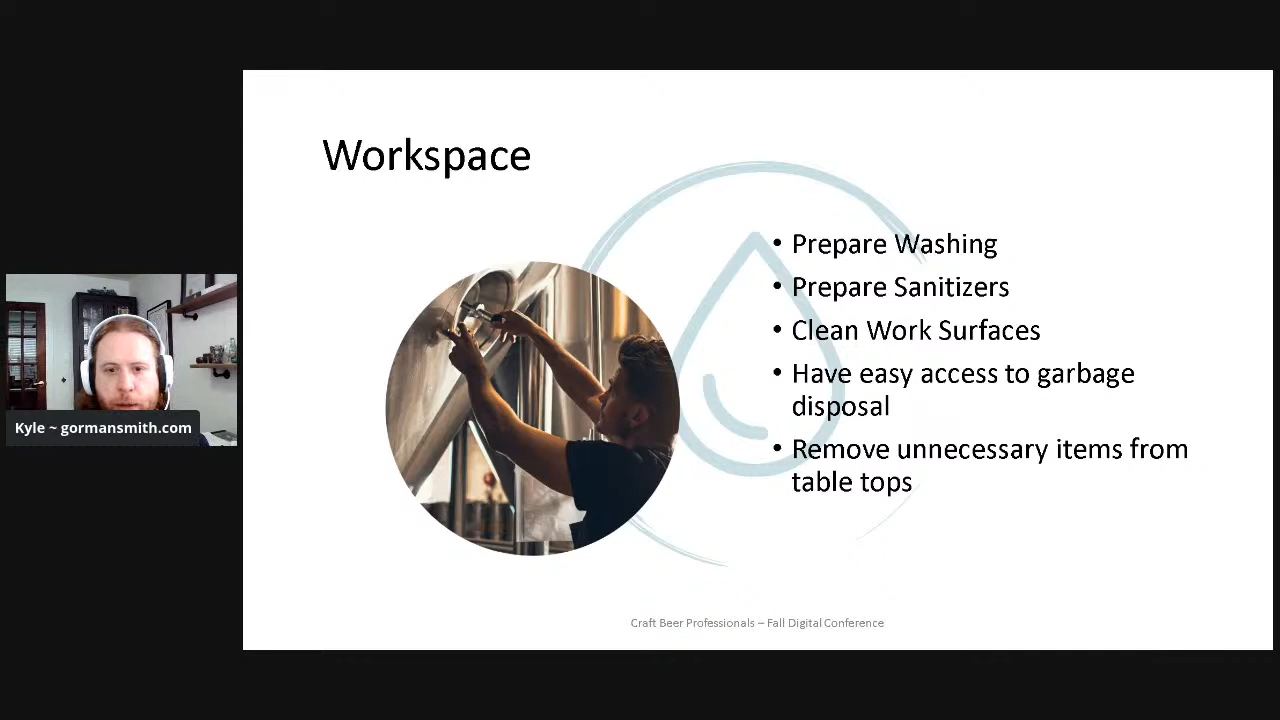 Workspace
• Prepare Washing
• Prepare Sanitizers
• Clean Work Surfaces
• Have easy access to garbage
disposal
• Remove unnecessary items from
table tops
Kyle ~ gormansmith.com
Craft Beer Professionals – Fall Digital Conference